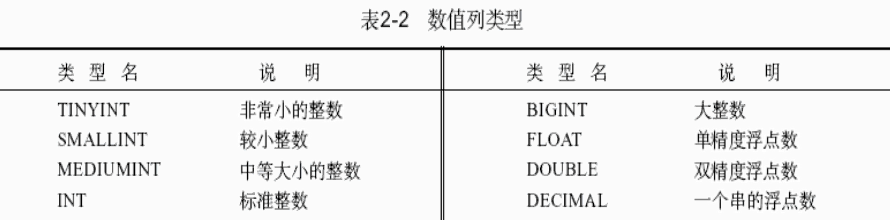 表2-2 数值列类型
类 型 名 说 明 类 型 名 说 明
TINYINT 非常小的整数 BIGINT 大整数
SMALLINT 较小整数 FLOAT 单精度浮点数
MEDIUMINT 中等大小的整数 DOUBLE 双精度浮点数
INT 标准整数 DECIMAL 一个串的浮点数